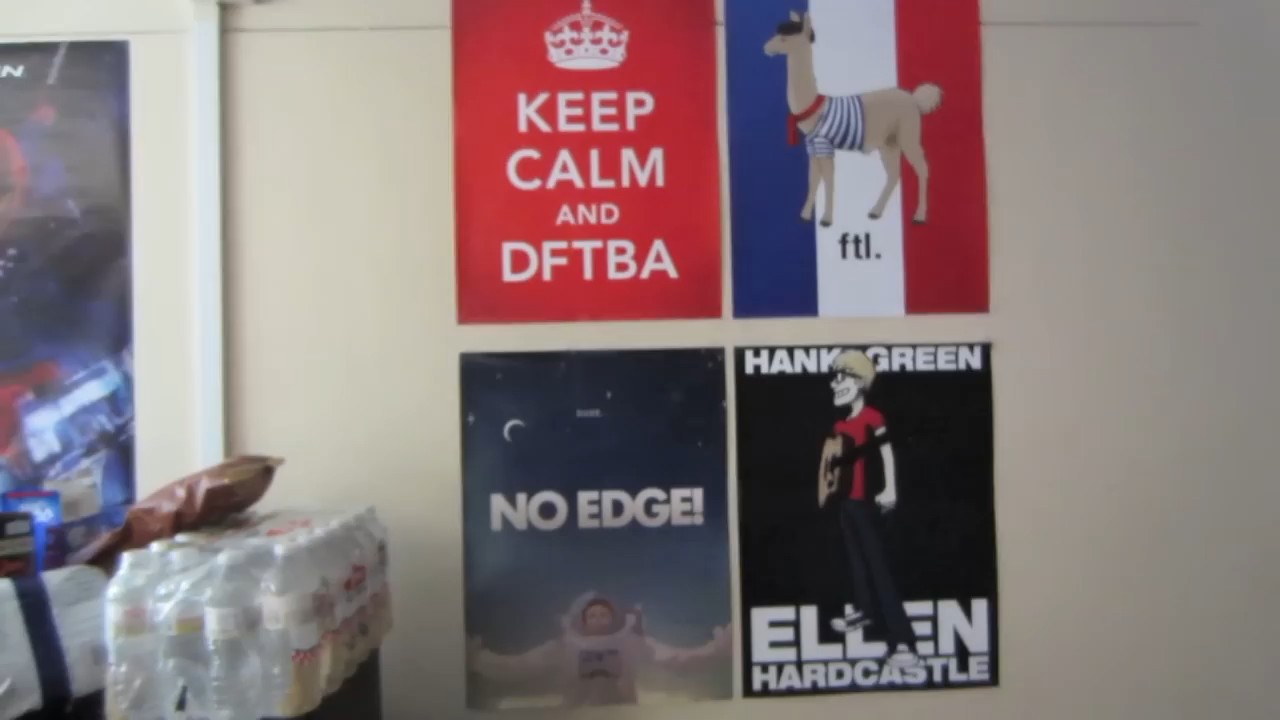 KEEP
CALM
AND
DFTBA
ftl.
NO EDGE!
HANK GREEN
ELLEN
HARDCASTLE